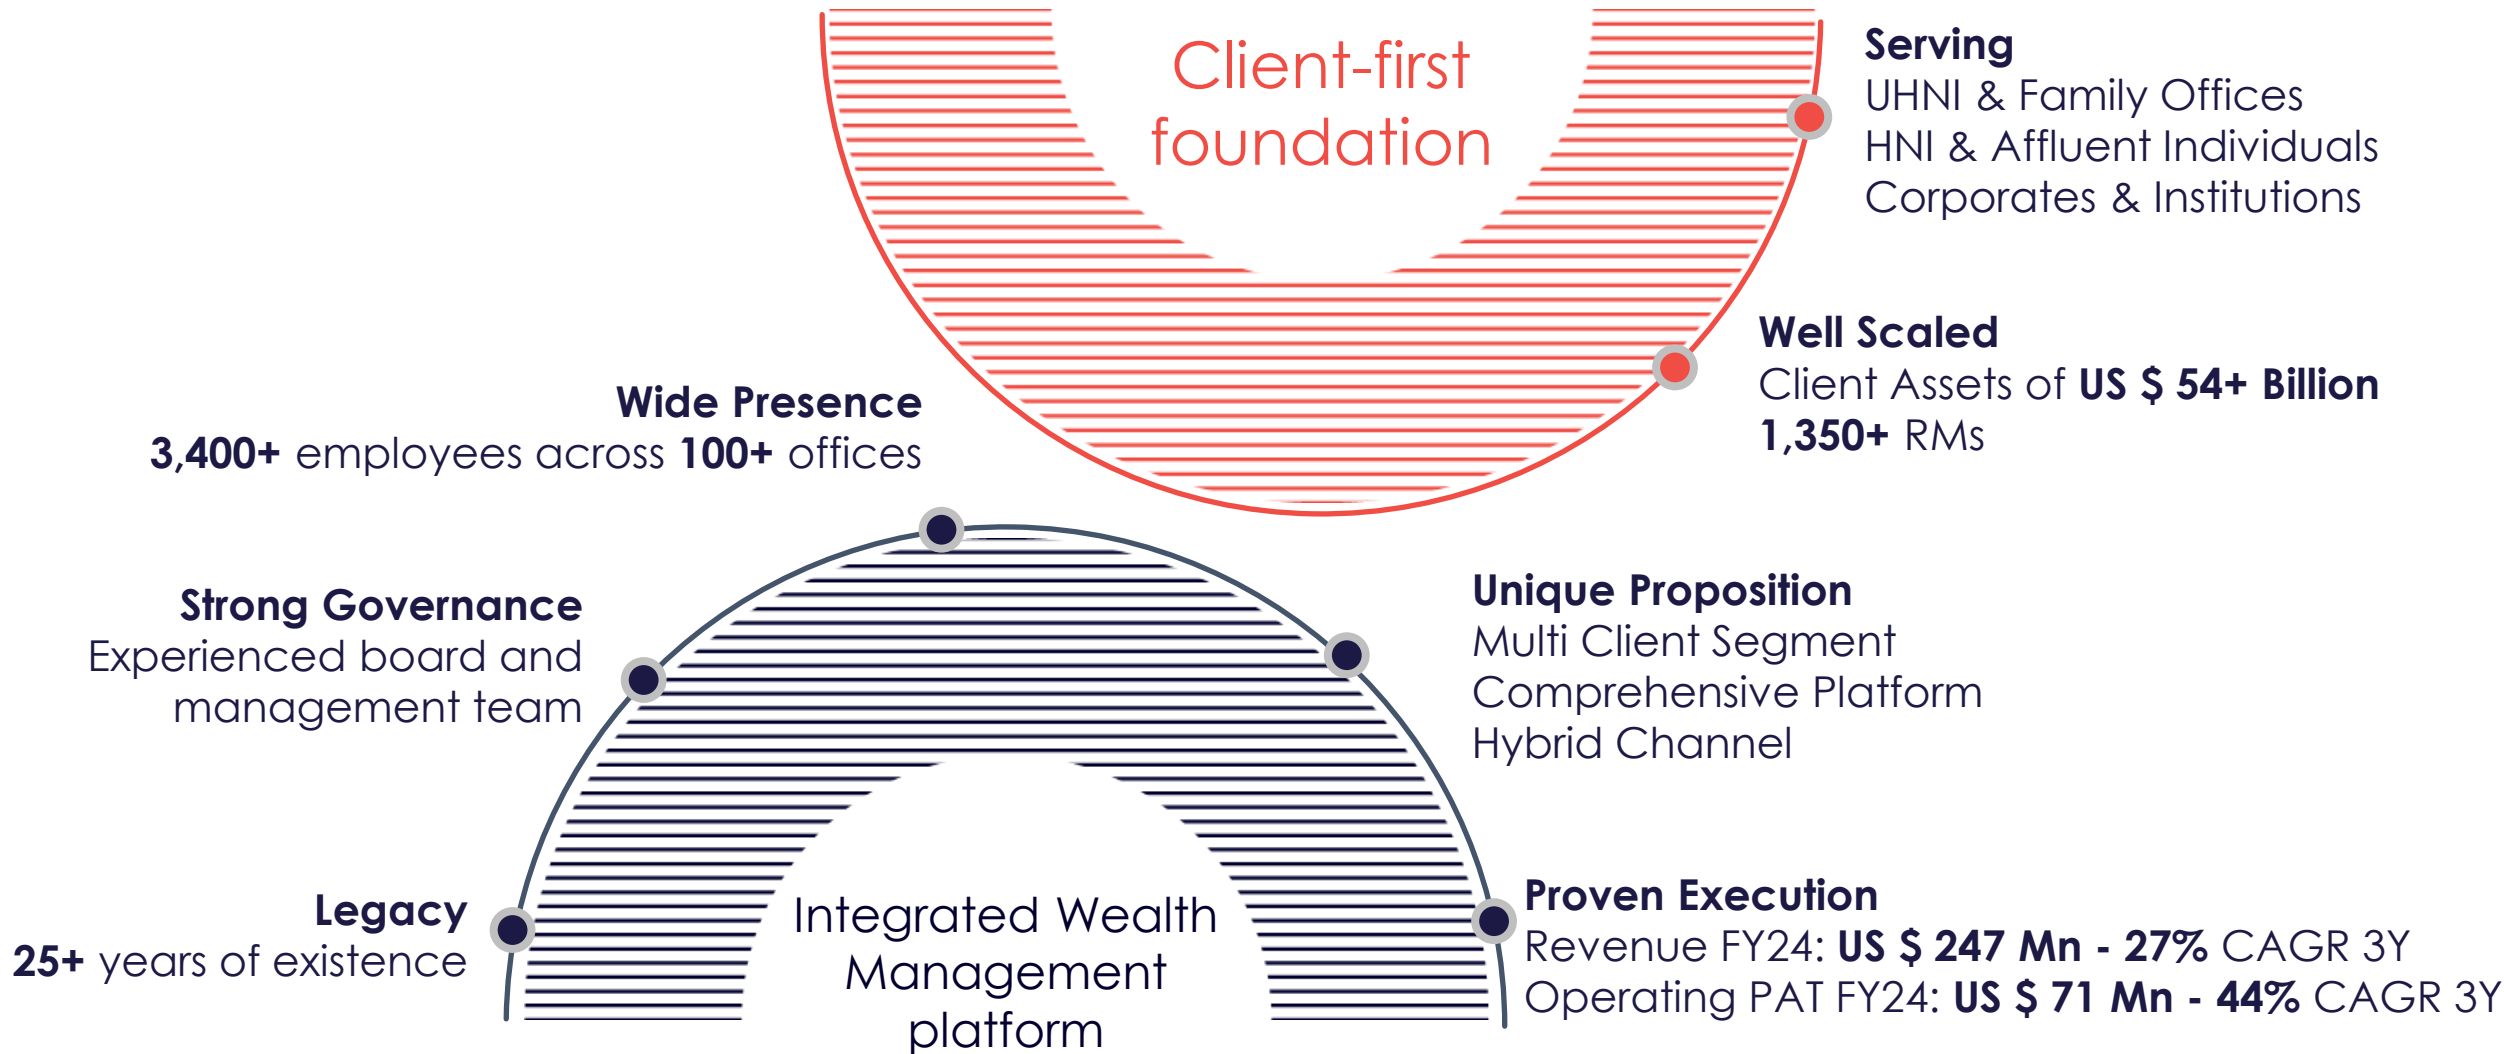 Client-first
foundation
Serving
UHNI & Family Offices
HNI & Affluent Individuals
Corporates & Institutions
Well Scaled
Client Assets of US $ 54+ Billion
1,350+ RMs
Wide Presence
3,400+ employees across 100+ offices
Strong Governance
Experienced board and
management team
Unique Proposition
Multi Client Segment
Comprehensive Platform
Hybrid Channel
Legacy
25+ years of existence
Integrated Wealth
Management
platform
Proven Execution
Revenue FY24: US $ 247 Mn - 27% CAGR 3Y
Operating PAT FY24: US $ 71 Mn - 44% CAGR 3Y